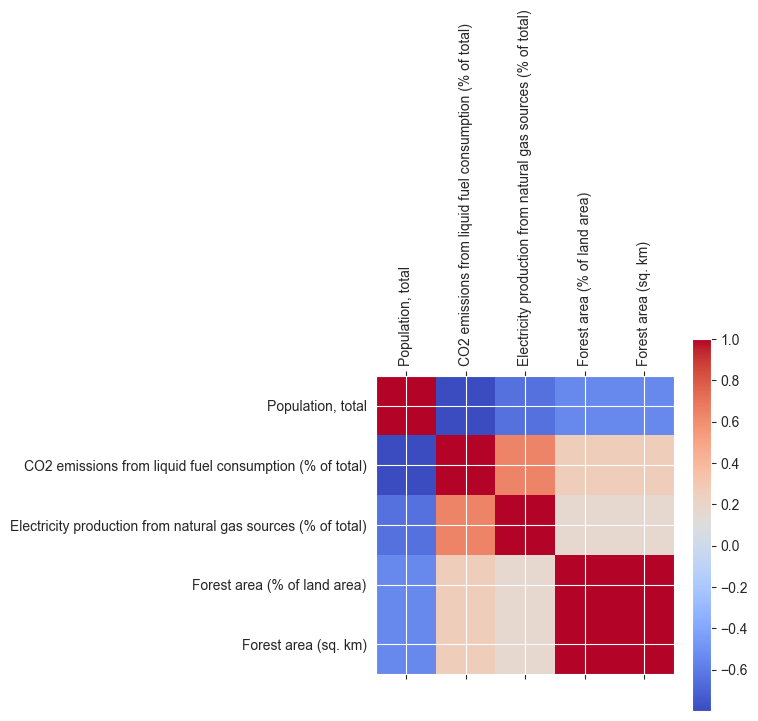 Population, total
CO2 emissions from liquid fuel consumption (% of total)
Electricity production from natural gas sources (% of total)
Forest area (% of land area)
Forest area (sq. km)
Population, total
CO2 emissions from liquid fuel consumption (% of total)
Electricity production from natural gas sources (% of total)
Forest area (% of land area)
Forest area (sq. km)
1.0
0.8
0.6
0.4
0.2
0.0
−0.2
−0.4
−0.6